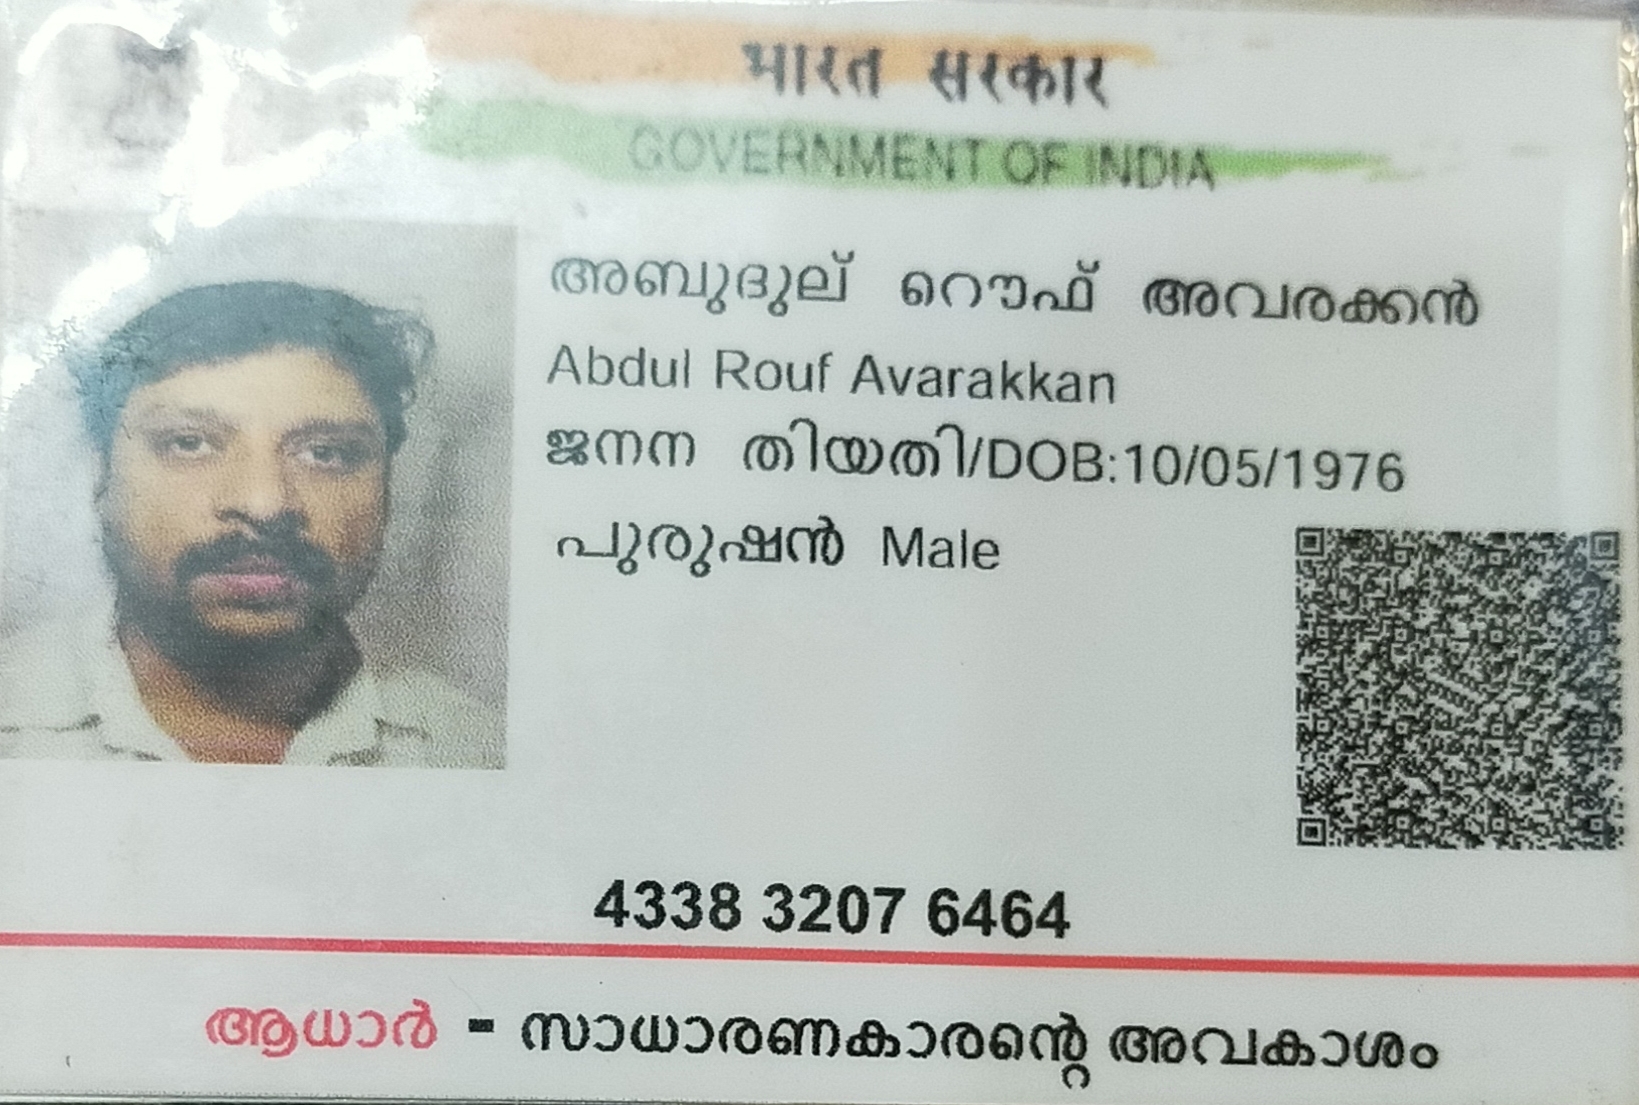 भारत सरकार
GOVERNMENT OF INDIA
അബുദുല് റൌഫ് അവരക്കൻ
Abdul Rouf Avarakkan
ജനന തിയതി/DOB:10/05/1976
പുരുഷൻ Male
4338 3207 6464
ആധാർ - സാധാരണകാരന്റെ അവകാശം